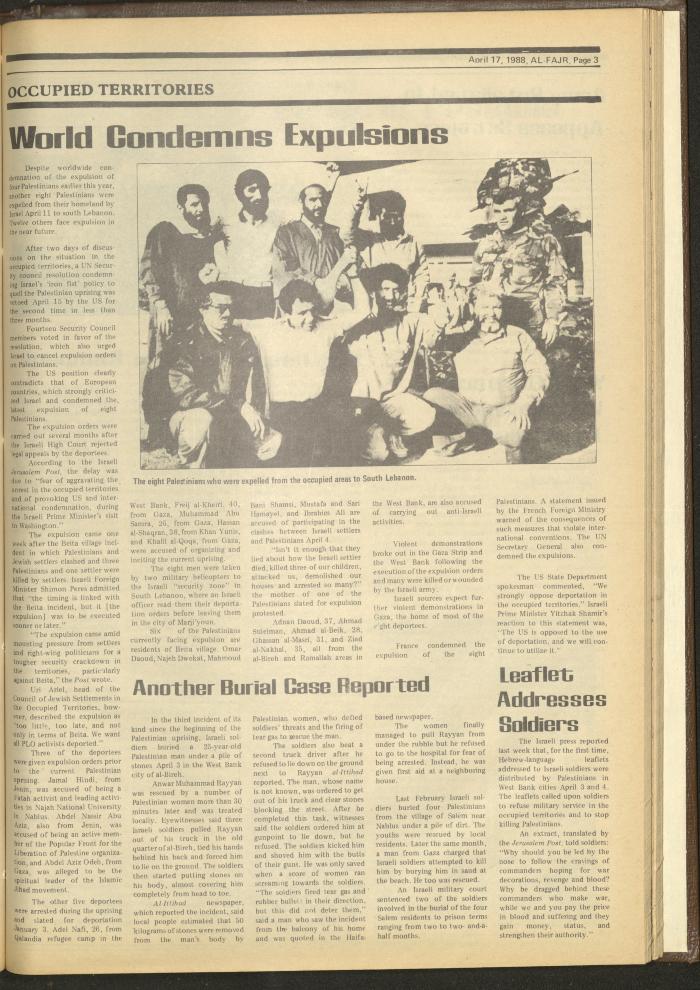 April 17, 1988, AL-FAJR, Page 3
OCCUPIED TERRITORIES
World Condemns Expulsions
Despite worldwide con-
demnation of the expulsion of
four Palestinians earlier this year,
another eight Palestinians were
expelled from their homeland by
Israel April 11 to south Lebanon.
Twelve others face expulsion in
the near future.
After two days of discus-
sions on the situation in the
occupied territories, a UN Secur-
ity council resolution condemn-
ing Israel's 'iron fist' policy to
quell the Palestinian uprising was
vetoed April 15 by the US for
the second time in less than
three months.
Fourteen Security Council
members voted in favor of the
resolution, which also urged
Israel to cancel expulsion orders
on Palestinians.
The US position clearly
contradicts that of European
countries, which strongly critici-
sed Israel and condemned the
latest expulsion of eight
Palestinians.
The expulsion orders were
carried out several months after
the Israeli High Court rejected
legal appeals by the deportees.
According to the Israeli
Jerusalem Post, the delay was
due to "fear of aggravating the
unrest in the occupied territories
and of provoking US and inter-
national condemnation, during
the Israeli Prime Minister's visit
in Washington."
The expulsion came one
week after the Beita village inci-
dent in which Palestinians and
Jewish settlers clashed and three
Palestinians and one settler were
killed by settlers. Israeli Foreign
Minister Shimon Peres admitted
that "the timing is linked with
the Beita incident, but it [the
expulsion] was to be executed
sooner or later."
"The expulsion came amid
mounting pressure from settlers
and right-wing politicians for a
tougher security crackdown in
the territories, particularly
against Beita," the Post wrote.
Uri Ariel, head of the
Council of Jewish Settlements in
the Occupied Territories, how-
ever, described the expulsion as
"too little, too late, and not
only in terms of Beita. We want
all PLO activists deported."
Three of the deportees
were given expulsion orders prior
to the current Palestinian
uprising. Jamal Hindi, from
Jenin, was accused of being a
Fatah activist and leading activi-
ties in Najah National University
in Nablus. Abdel Nassir Abu
Aziz, also from Jenin, was
accused of being an active mem-
ber of the Popular Front for the
Liberation of Palestine organiza-
tion, and Abdel Aziz Odeh, from
Gaza, was alleged to be the
spiritual leader of the Islamic
Jihad movement.
The other five deportees
were arrested during the uprising
and slated for deportation
January 3. Adel Nafi, 26, from
Qalandia refugee camp in the
The eight Palestinians who were expelled from the occupied areas to South Lebanon.
West Bank, Freij al-Kheiri, 40,
from Gaza, Muhammad Abu
Samra, 26, from Gaza, Hassan
al-Shaqran, 38, from Khan Yunis,
and Khalil al-Qoqa, from Gaza,
were accused of organizing and
inciting the current uprising.
The eight men were taken
by two military helicopters to
the Israeli "security zone" in
South Lebanon, where an Israeli
officer read them their deporta-
tion orders before leaving them
in the city of Marji'youn.
Six of the Palestinians
currently facing expulsion are
residents of Beita village. Omar
Daoud, Najeh Dwekat, Mahmoud
Bani Shamsi, Mustafa and Sari
Hamayel, and Ibrahim Ali are
accused of participating in the
clashes between Israeli settlers
and Palestinians April 4.
"Isn't it enough that they
lied about how the Israeli settler
died, killed three of our children,
attacked us, demolished our
houses and arrested so many?"
the mother of one of the
Palestinians slated for expulsion
protested.
Adnan Daoud, 37, Ahmad
Suleiman, Ahmad al-Deik, 28,
Ghassan al-Masri, 31, and Ziad
al-Nakhal, 35, all from the
al-Bireh and Ramallah areas in
the West Bank, are also accused
of carrying out anti-Israeli
activities.
Violent demonstrations
broke out in the Gaza Strip and
the West Bank following the
execution of the expulsion orders
and many were killed or wounded
by the Israeli army.
Israeli sources expect fur-
ther violent demonstrations in
Gaza, the home of most of the
eight deportees.
France condemned the
expulsion of the eight
Palestinians. A statement issued
by the French Foreign Ministry
warned of the consequences of
such measures that violate inter-
national conventions. The UN
Secretary General also con-
demned the expulsions.
The US State Department
spokesman commented, "We
strongly oppose deportation in
the occupied territories." Israeli
Prime Minister Yitzhak Shamir's
reaction to this statement was,
"The US is opposed to the use
of deportation, and we will con-
tinue to utilize it."
Another Burial Case Reported
In the third incident of its
kind since the beginning of the
Palestinian uprising, Israeli sol-
diers buried a 25-year-old
Palestinian man under a pile of
stones April 3 in the West Bank
city of al-Bireh.
Anwar Muhammad Rayyan
was rescued by a number of
Palestinian women more than 30
minutes later and was treated
locally. Eyewitnesses said three
Israeli soldiers pulled Rayyan
out of his truck in the old
quarter of al-Bireh, tied his hands
behind his back and forced him
to lie on the ground. The soldiers
then started putting stones on
his body, almost covering him
completely from head to toe.
Al-Ittihad newspaper,
which reported the incident, said
local people estimated that 50
kilograms of stones were removed
from the man's body by
Palestinian women, who defied
soldiers' threats and the firing of
tear gas to rescue the man.
The soldiers also beat a
second truck driver after he
refused to lie down on the ground
next to Rayyan al-Ittihad
reported. The man, whose name
is not known, was ordered to get
out of his truck and clear stones
blocking the street. After he
completed this task, witnesses
said the soldiers ordered him at
gunpoint to lie down, but he
refused. The soldiers kicked him
and shoved him with the butts
of their guns. He was only saved
when a score of women ran
screaming towards the soldiers.
"The soldiers fired tear gas and
rubber bullets in their direction,
but this did not deter them,"
said a man who saw the incident
from the balcony of his home
and was quoted in the Haifa-
based newspaper.
The women finally
managed to pull Rayyan from
under the rubble but he refused
to go to the hospital for fear of
being arrested. Instead, he was
given first aid at a neighboring
house.
Last February Israeli sol-
diers buried four Palestinians
from the village of Salem near
Nablus under a pile of dirt. The
youths were rescued by local
residents. Later the same month,
a man from Gaza charged that
Israeli soldiers attempted to kill
him by burying him in sand at
the beach. He too was rescued.
An Israeli military court
sentenced two of the soldiers
involved in the burial of the four
Salem residents to prison terms
ranging from two to two- and-a-
half months.
Leaflet
Addresses
Soldiers
The Israeli press reported
last week that, for the first time,
Hebrew-language leaflets
addressed to Israeli soldiers were
distributed by Palestinians in
West Bank cities April 3 and 4.
The leaflets called upon soldiers
to refuse military service in the
occupied territories and to stop
killing Palestinians.
An extract, translated by
the Jerusalem Post, told soldiers:
"Why should you be led by the
nose to follow the cravings of
commanders hoping for war
decorations, revenge and blood?
Why be dragged behind these
commanders who make war,
while we and you pay the price
in blood and suffering and they
gain money, status, and
strengthen their authority."